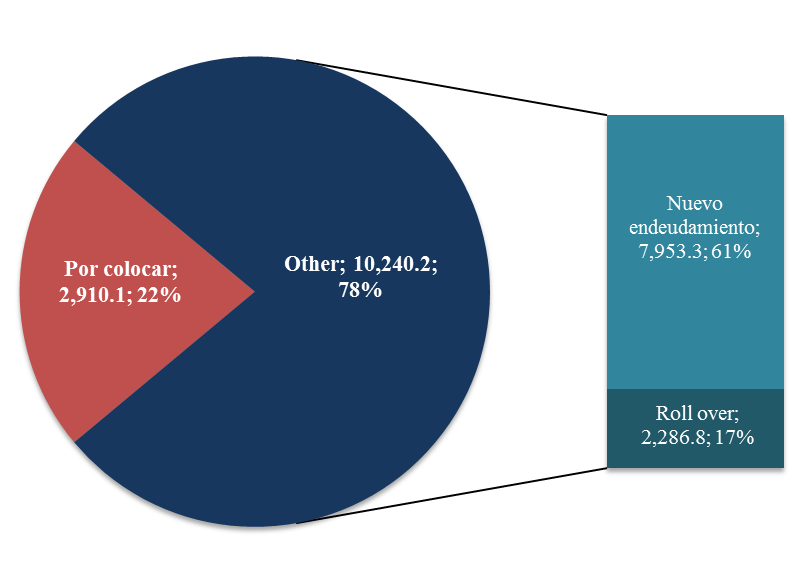 Por colocar;
2,910.1; 22%
Other; 10,240.2;
78%
Nuevo
endeudamiento;
7,953.3; 61%
Roll over;
2,286.8; 17%